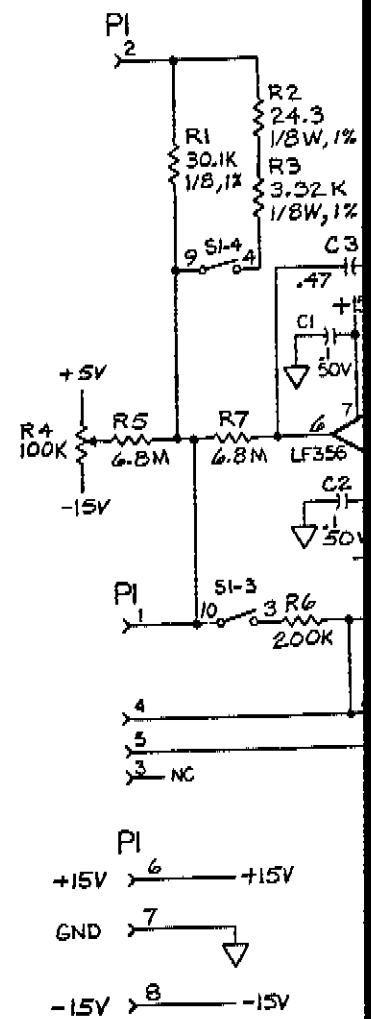 P1
2
R2
24.3
1/8W, 1%
R1
30.1K
1/8, 1%
R3
3.32K
1/8W, 1%
9 S1-4 4
C3
.47
+15
C1
.1
50V
+5V
R4
100K
R5
6.8M
R7
6.8M
6
7
LF356
-15V
C2
.1
50V
P1
1
10 S1-3 3 R6
200K
4
5
3 NC
P1
+15V 6 +15V
GND 7
-15V 8 -15V